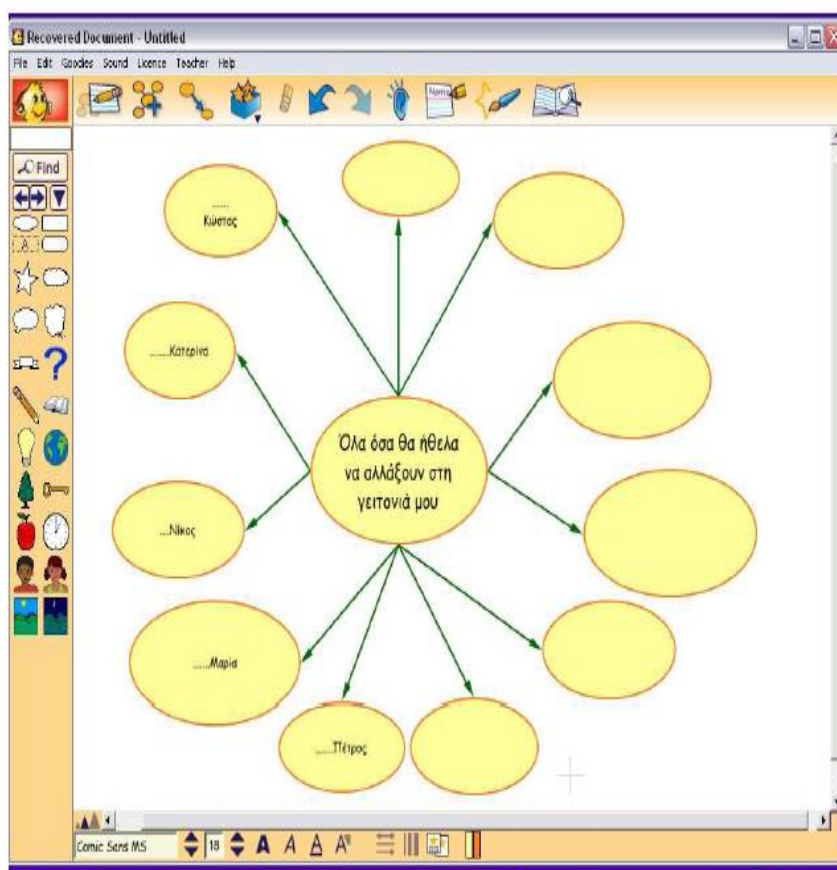 Recovered Document - Untitled
File Edit Goodies Sound Licence Teacher Help
Name
Find
A
......
Κώστας
.......Κατερίνα
Όλα όσα θα ήθελα
να αλλάξουν στη
γειτονιά μου
....Νίκος
......Μαρία
.......Πέτρος
Comic Sans MS 18 A A A A